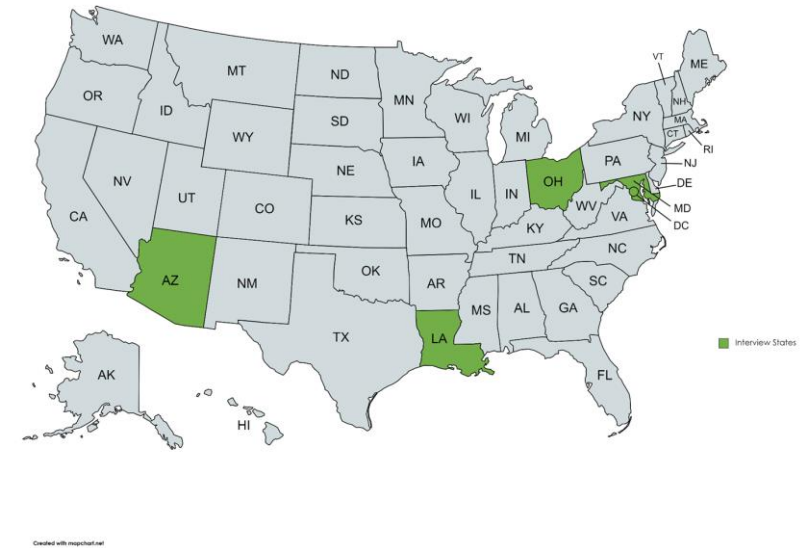 WA
MT
ND
MN
VT
ME
OR
ID
SD
WI
MI
NY
NH
MA
CT
RI
WY
NE
IA
PA
NJ
NV
UT
CO
IL
IN
OH
DE
MD
DC
CA
KS
MO
KY
WV
VA
AZ
NM
OK
AR
TN
NC
SC
TX
LA
MS
AL
GA
FL
AK
HI
Interview States
Created with mapchart.net